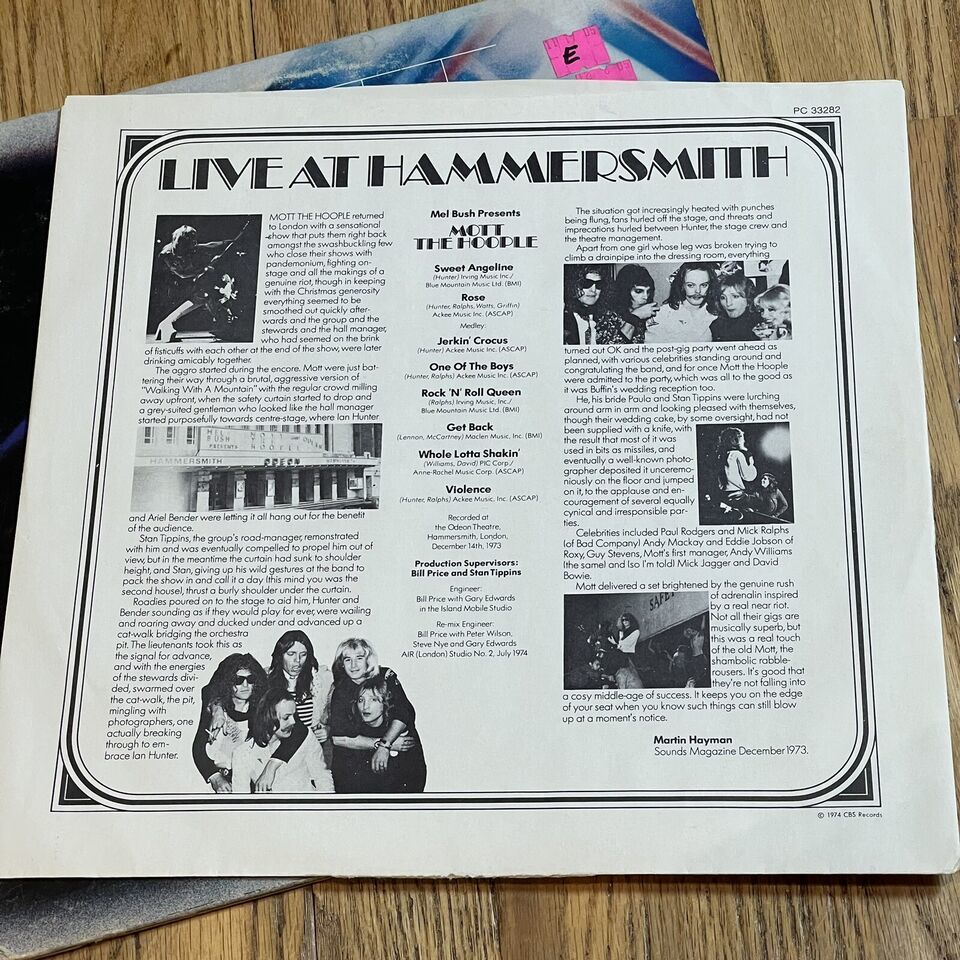 E
PC 33282
LIVE AT HAMMERSMITH
MOTT THE HOOPLE returned
to London with a sensational
show that puts them right back
amongst the swashbuckling few
who close their shows with
pandemonium, fighting on-
stage and all the makings of a
genuine riot, though in keeping
with the Christmas generosity
everything seemed to be
smoothed out quickly after-
wards and the group and the
stewards and the hall manager,
who had seemed on the brink
of fisticuffs with each other at the end of the show, were later
drinking amicably together.
The aggro started during the encore. Mott were just bat-
tering their way through a brutal, aggressive version of
"Walking With A Mountain" with the regular crowd milling
away upfront, when the safety curtain started to drop and
a grey-suited gentleman who looked like the hall manager
started purposefully towards centre-stage, where Ian Hunter
MEL
BUSH
PRESENTS
MOTT
HOOPLE
HAMMERSMITH
ODEON
and Ariel Bender were letting it all hang out for the benefit
of the audience.
Stan Tippins, the group's road-manager, remonstrated
with him and was eventually compelled to propel him out of
view, but in the meantime the curtain had sunk to shoulder
height, and Stan, giving up his wild gestures at the band to
pack the show in and call it a day (this mind you was the
second house), thrust a burly shoulder under the curtain.
Roadies poured on to the stage to aid him, Hunter and
Bender sounding as if they would play for ever, were wailing
and roaring away and ducked under and advanced up a
cat-walk bridging the orchestra
pit. The lieutenants took this as
the signal for advance,
and with the energies
of the stewards divi-
ded, swarmed over
the cat-walk, the pit,
mingling with
photographers, one
actually breaking
through to em-
brace Ian Hunter.
Mel Bush Presents
MOTT
THE HOOPLE
Sweet Angeline
(Hunter) Irving Music Inc./
Blue Mountain Music Ltd. (BMI)
Rose
(Hunter, Ralphs, Watts, Griffin)
Ackee Music Inc. (ASCAP)
Medley:
Jerkin' Crocus
(Hunter) Ackee Music Inc. (ASCAP)
One Of The Boys
(Hunter, Ralphs) Ackee Music Inc. (ASCAP)
Rock 'N' Roll Queen
(Ralphs) Irving Music, Inc./
Blue Mountain Music Ltd. (BMI)
Get Back
(Lennon, McCartney) Maclen Music, Inc. (BMI)
Whole Lotta Shakin'
(Williams, David) PIC Corp./
Anne-Rachel Music Corp. (ASCAP)
Violence
(Hunter, Ralphs) Ackee Music, Inc. (ASCAP)
Recorded at
the Odeon Theatre,
Hammersmith, London,
December 14th, 1973
Production Supervisors:
Bill Price and Stan Tippins
Engineer:
Bill Price with Gary Edwards
in the Island Mobile Studio
Re-mix Engineer:
Bill Price with Peter Wilson,
Steve Nye and Gary Edwards
AIR (London) Studio No. 2, July 1974
The situation got increasingly heated with punches
being flung, fans hurled off the stage, and threats and
imprecations hurled between Hunter, the stage crew and
the theatre management.
Apart from one girl whose leg was broken trying to
climb a drainpipe into the dressing room, everything
turned out OK and the post-gig party went ahead as
planned, with various celebrities standing around and
congratulating the band, and for once Mott the Hoople
were admitted to the party, which was all to the good as
it was Buffin's wedding reception too.
He, his bride Paula and Stan Tippins were lurching
around arm in arm and looking pleased with themselves,
though their wedding cake, by some oversight, had not
been supplied with a knife, with
the result that most of it was
used in bits as missiles, and
eventually a well-known photo-
grapher deposited it unceremo-
niously on the floor and jumped
on it, to the applause and en-
couragement of several equally
cynical and irresponsible par-
ties.
Celebrities included Paul Rodgers and Mick Ralphs
(of Bad Company) Andy Mackay and Eddie Jobson of
Roxy, Guy Stevens, Mott's first manager, Andy Williams
(the same) and (so I'm told) Mick Jagger and David
Bowie.
Mott delivered a set brightened by the genuine rush
SAFE
of adrenalin inspired
by a real near riot.
Not all their gigs are
musically superb, but
this was a real touch
of the old Mott, the
shambolic rabble-
rousers. It's good that
they're not falling into
a cosy middle-age of success. It keeps you on the edge
of your seat when you know such things can still blow
up at a moment's notice.
Martin Hayman
Sounds Magazine December 1973.
© 1974 CBS Records